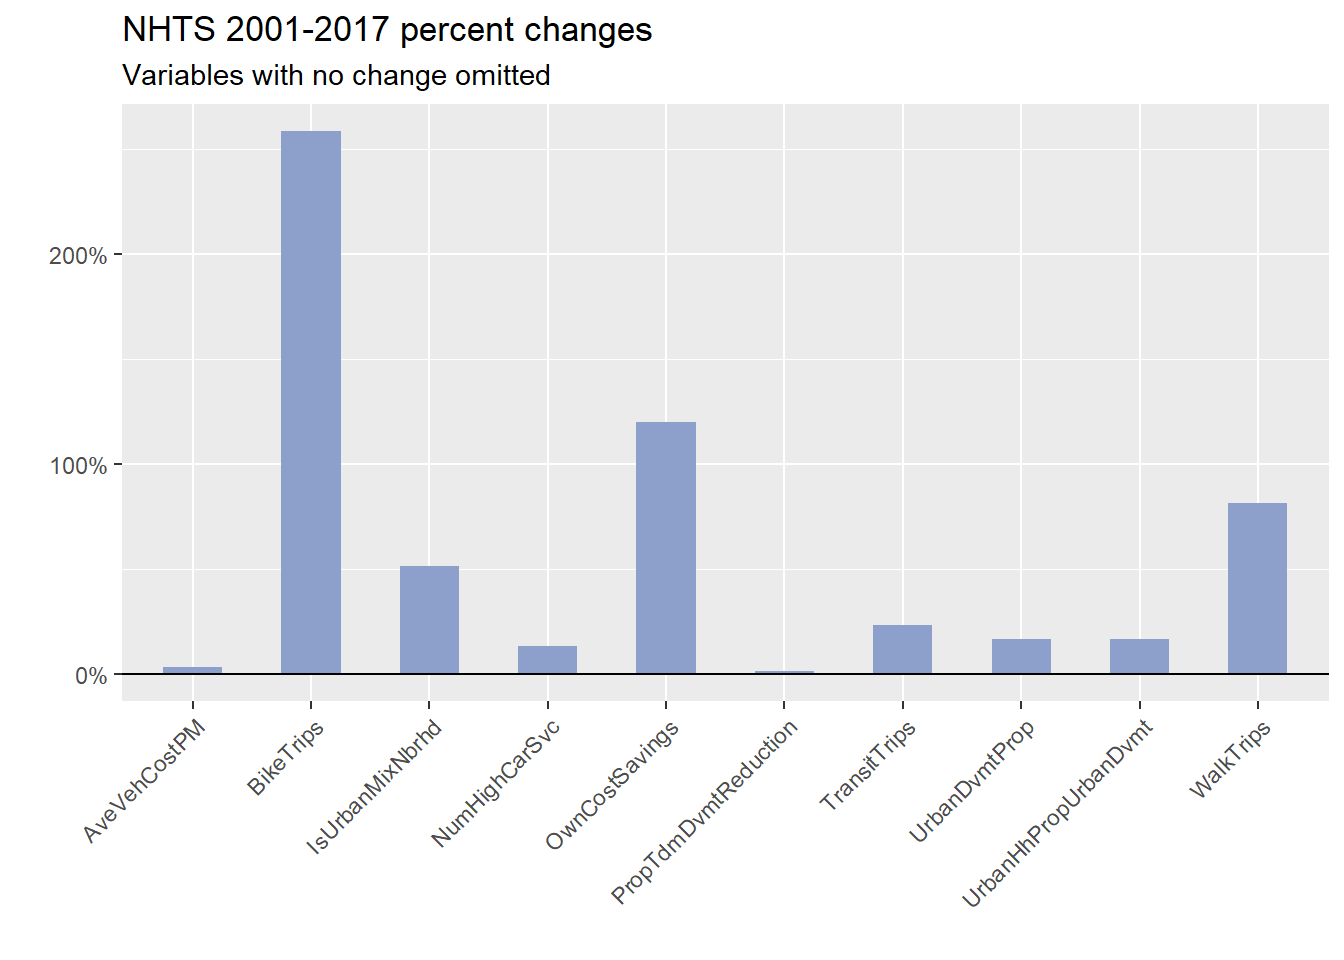 NHTS 2001-2017 percent changes
Variables with no change omitted
200%
100%
0%
AveVehCostPM
BikeTrips
IsUrbanMixNbrhd
NumHighCarSvc
OwnCostSavings
PropTdmDvmtReduction
TransitTrips
UrbanDvmtProp
UrbanHhPropUrbanDvmt
WalkTrips